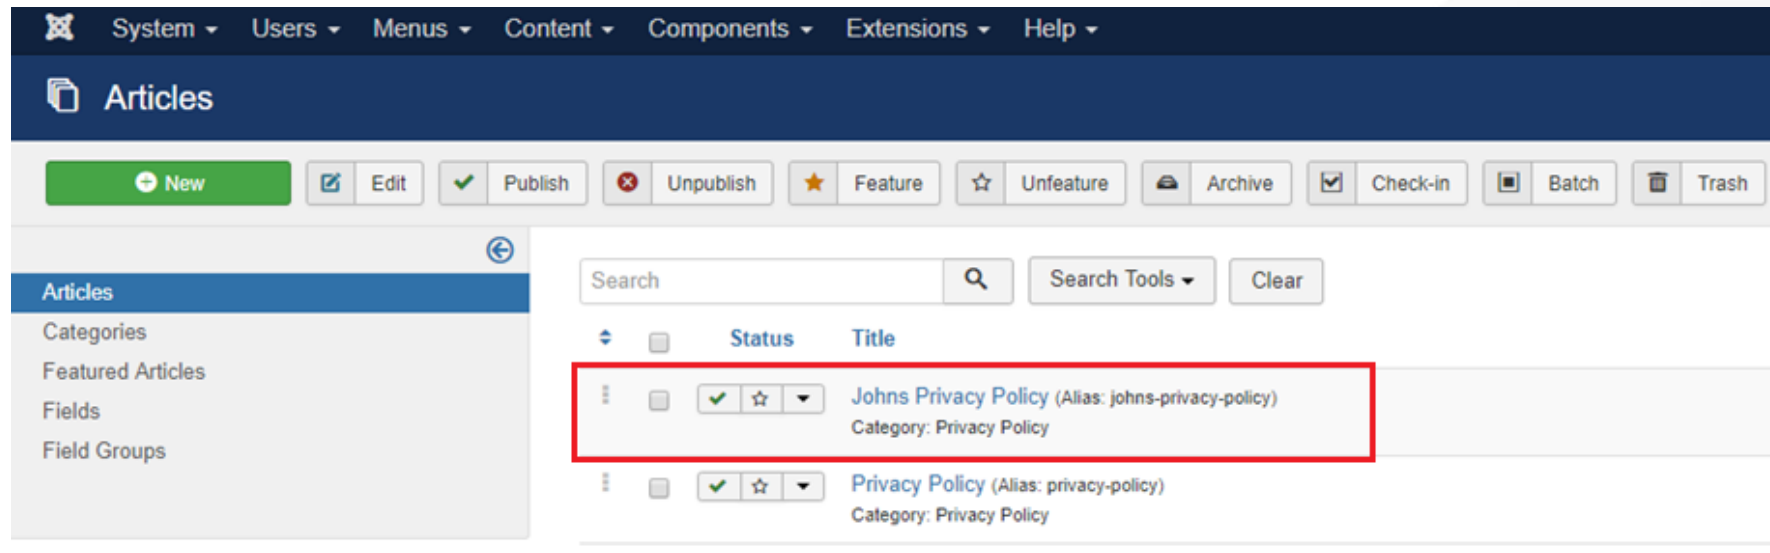 System Users Menus Content Components Extensions Help
Articles
New Edit Publish Unpublish Feature Unfeature Archive Check-in Batch Trash
Search Search Tools Clear
Articles
Categories
Featured Articles
Fields
Field Groups
Status Title
Johns Privacy Policy (Alias: johns-privacy-policy)
Category: Privacy Policy
Privacy Policy (Alias: privacy-policy)
Category: Privacy Policy